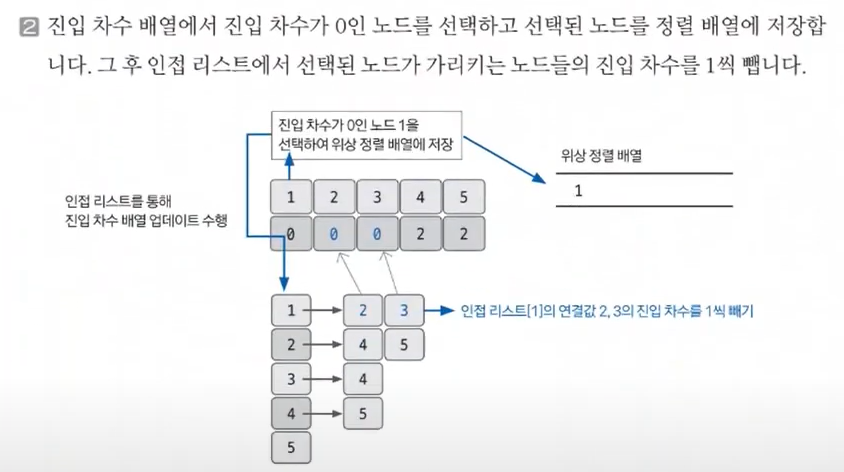 2 진입 차수 배열에서 진입 차수가 0인 노드를 선택하고 선택된 노드를 정렬 배열에 저장합
니다. 그 후 인접 리스트에서 선택된 노드가 가리키는 노드들의 진입 차수를 1씩 뺍니다.
진입 차수가 0인 노드 1을
선택하여 위상 정렬 배열에 저장
위상 정렬 배열
1
인접 리스트를 통해
진입 차수 배열 업데이트 수행
1 2 3 4 5
0 0 0 2 2
1 2 3 인접 리스트[1]의 연결값 2, 3의 진입 차수를 1씩 빼기
2 4 5
3 4
4 5
5